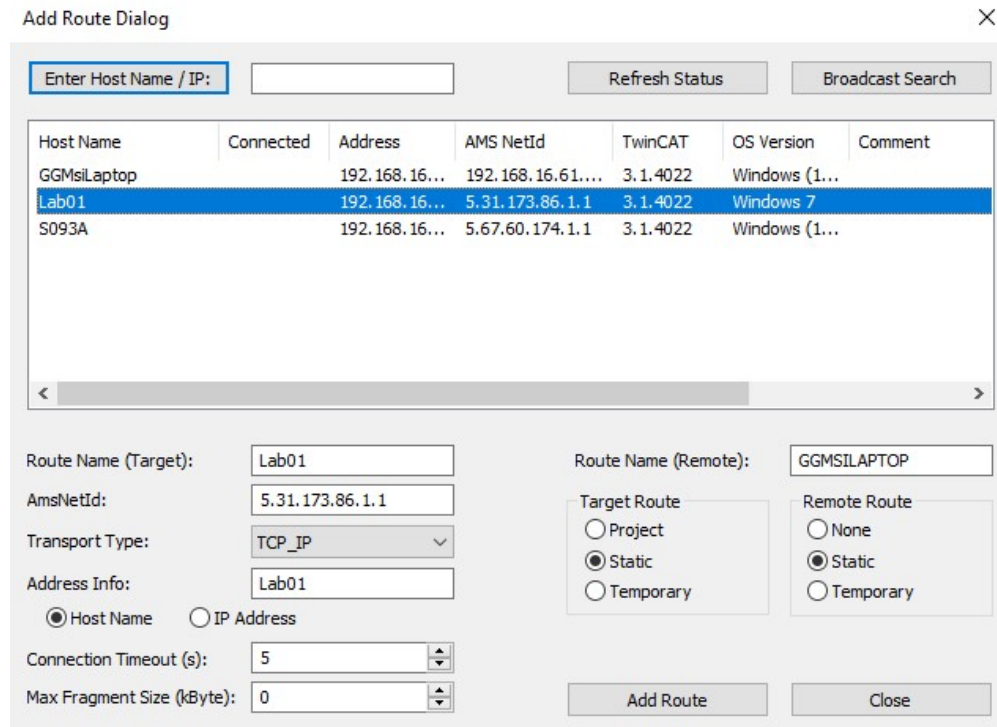 Add Route Dialog
Enter Host Name / IP: Refresh Status Broadcast Search
Host Name Connected Address AMS NetId TwinCAT OS Version Comment
GGMsiLaptop 192.168.16... 192.168.16.61.... 3.1.4022 Windows (1...
Lab01 192.168.16... 5.31.173.86.1.1 3.1.4022 Windows 7
S093A 192.168.16... 5.67.60.174.1.1 3.1.4022 Windows (1...
Route Name (Target): Lab01 Route Name (Remote): GGMSILAPTOP
AmsNetId: 5.31.173.86.1.1 Target Route Remote Route
Project None
Transport Type: TCP_IP
Static Static
Address Info: Lab01 Temporary Temporary
Host Name IP Address
Connection Timeout (s): 5
Max Fragment Size (kByte): 0 Add Route Close